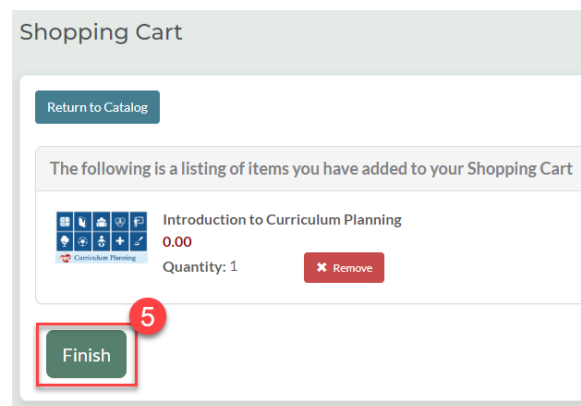 Shopping Cart
Return to Catalog
The following is a listing of items you have added to your Shopping Cart
Introduction to Curriculum Planning
0.00
Curriculum Planning
Quantity: 1
✖ Remove
5
Finish